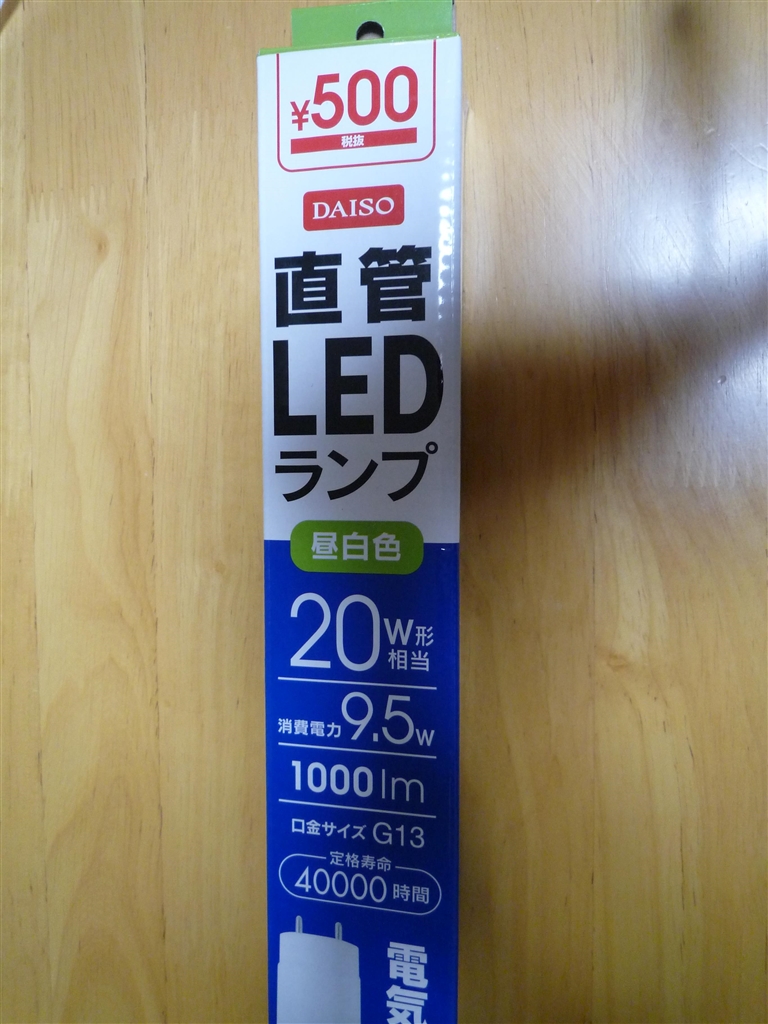 ¥500
税抜
DAISO
直管
LED
ランプ
昼白色
20W形
相当
消費電力9.5W
1000lm
口金サイズ G13
定格寿命
40000時間
電気